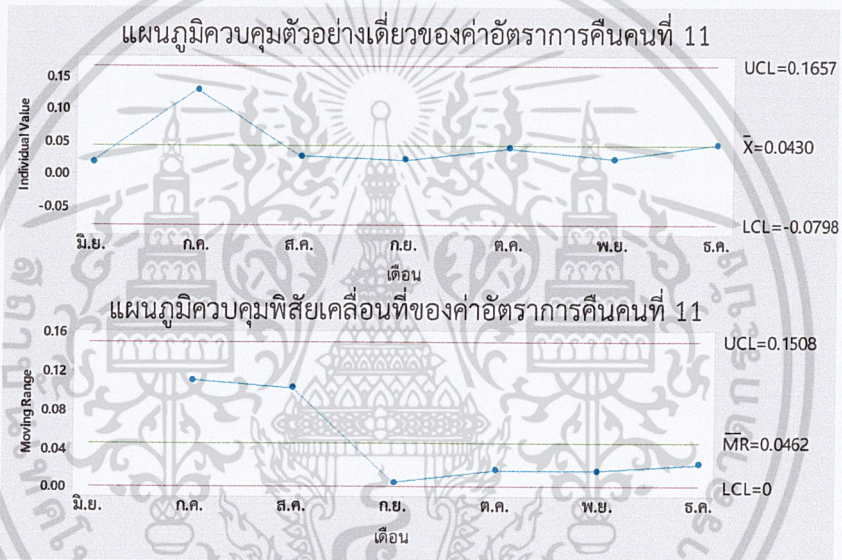 แผนภูมิควบคุมตัวอย่างเดี่ยวของค่าอัตราการคืนคนที่ 11
UCL=0.1657
0.15
0.10
0.05
0.00
-0.05
Individual Value
X̅=0.0430
LCL=-0.0798
มิ.ย. ก.ค. ส.ค. ก.ย. ต.ค. พ.ย. ธ.ค.
เดือน
แผนภูมิควบคุมพิสัยเคลื่อนที่ของค่าอัตราการคืนคนที่ 11
0.16
0.12
0.08
0.04
0.00
Moving Range
UCL=0.1508
M̅R̅=0.0462
LCL=0
มิ.ย. ก.ค. ส.ค. ก.ย. ต.ค. พ.ย. ธ.ค.
เดือน